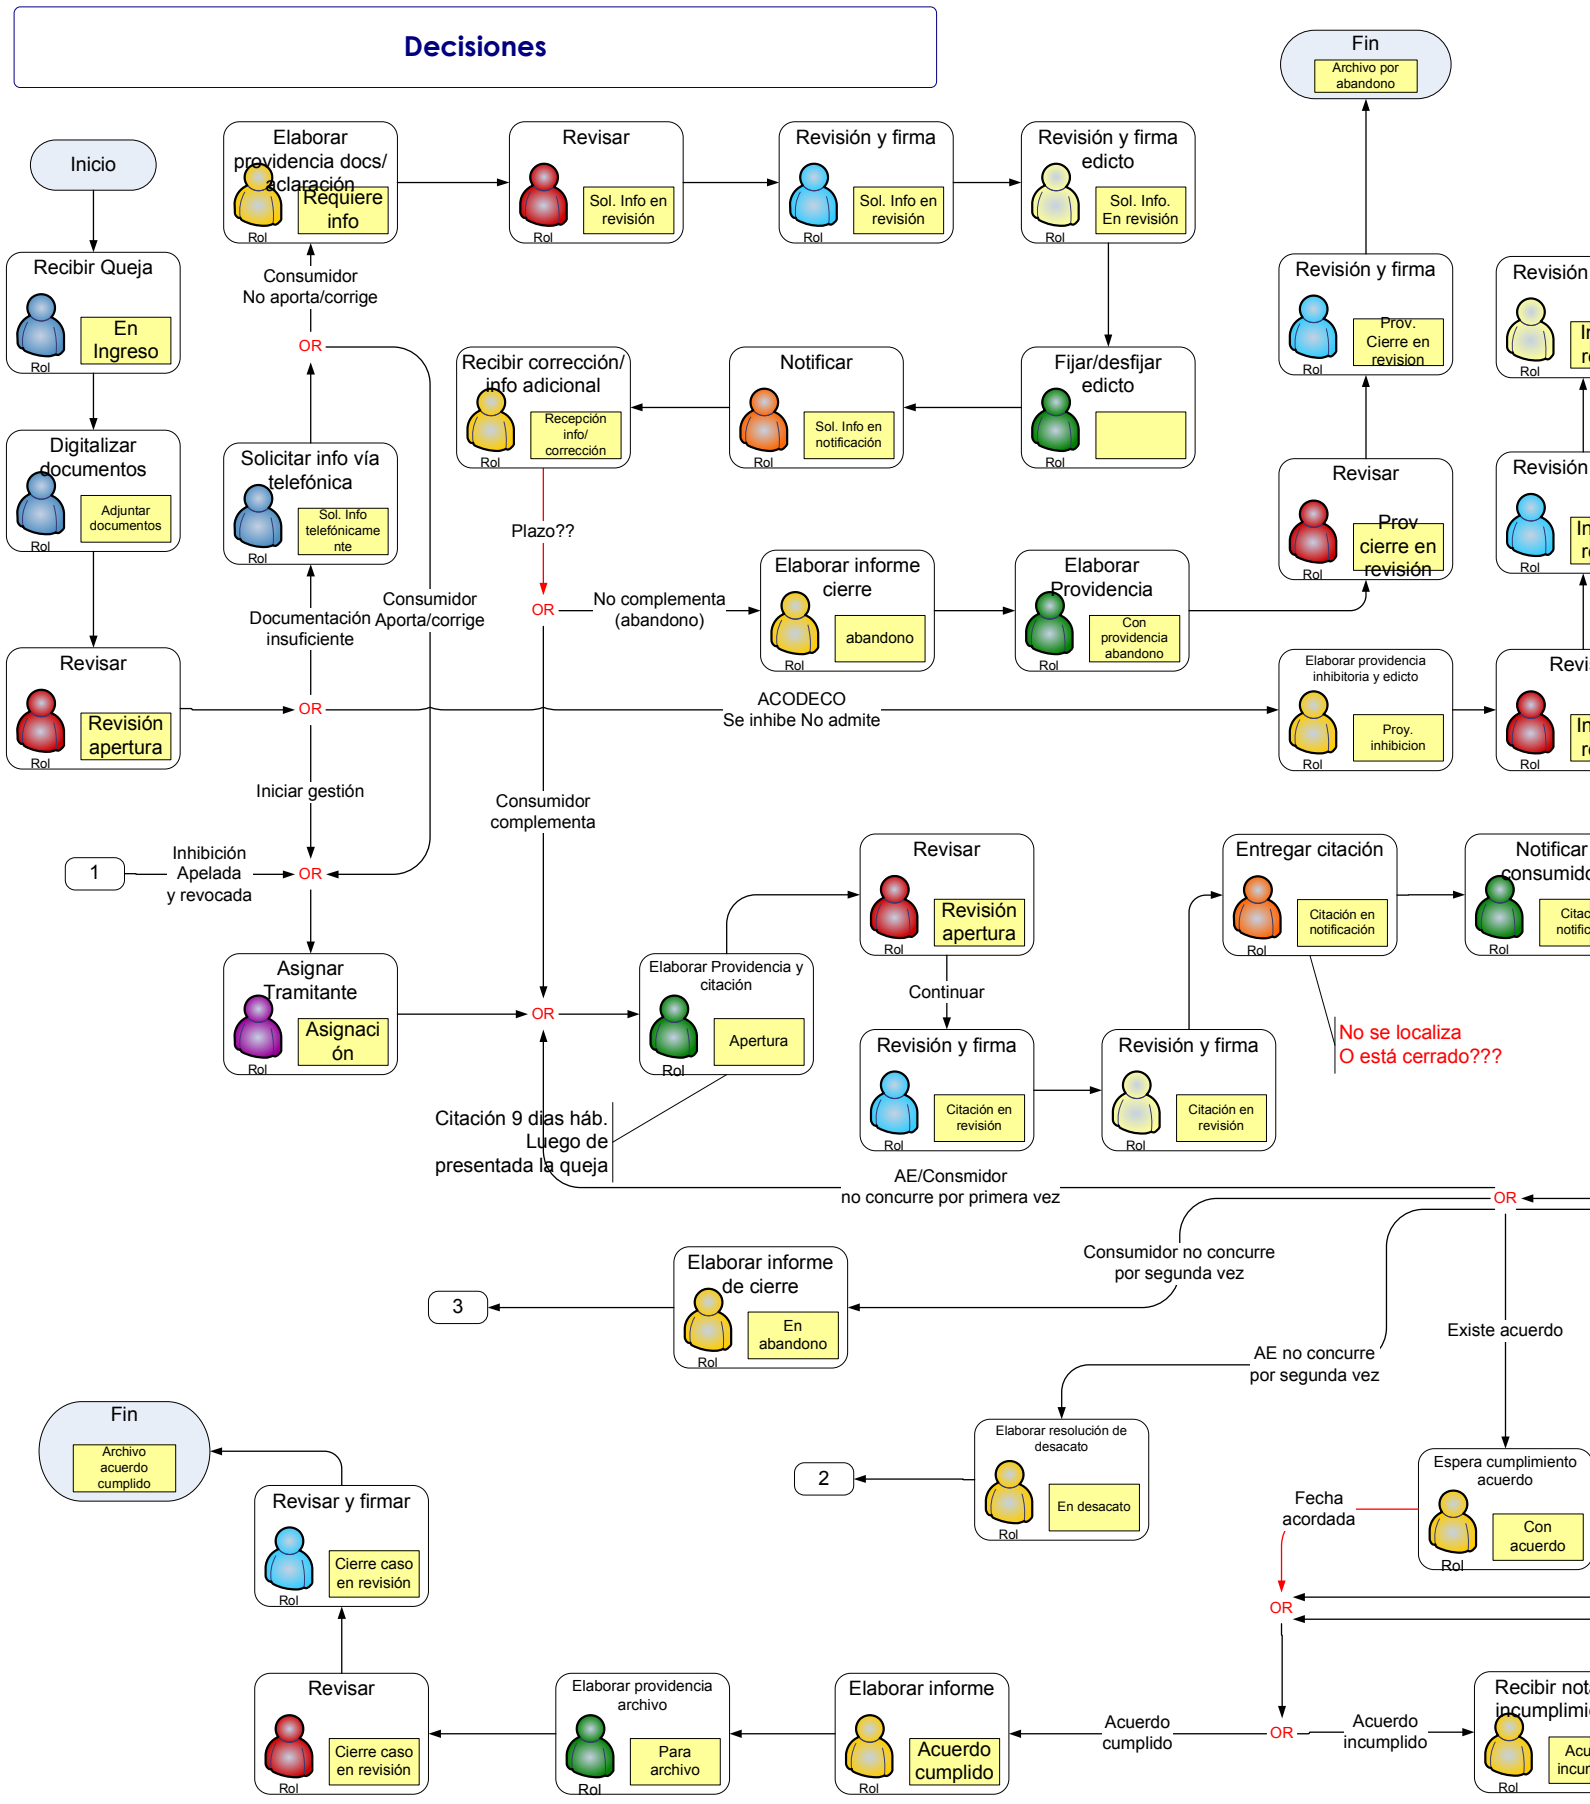 Decisiones
Fin
Archivo por
abandono
Inicio
Elaborar
providencia docs/
aclaración
Requiere
info
Rol
Revisar
Sol. Info en
revisión
Rol
Revisión y firma
Sol. Info en
revisión
Rol
Revisión y firma
edicto
Sol. Info.
En revisión
Rol
Recibir Queja
En
Ingreso
Rol
Consumidor
No aporta/corrige
OR
Revisión y firma
Prov.
Cierre en
revision
Rol
Revisión
Rol
Recibir corrección/
info adicional
Recepción
info/
corrección
Rol
Notificar
Sol. Info en
notificación
Rol
Fijar/desfijar
edicto
Rol
Digitalizar
documentos
Adjuntar
documentos
Rol
Solicitar info vía
telefónica
Sol. Info
telefónicame
nte
Rol
Revisar
Prov
cierre en
revisión
Rol
Revisión
Rol
Plazo??
OR
No complementa
(abandono)
Elaborar informe
cierre
abandono
Rol
Elaborar
Providencia
Con
providencia
abandono
Rol
Documentación
insuficiente
Consumidor
Aporta/corrige
Revisar
Revisión
apertura
Rol
OR
ACODECO
Se inhibe No admite
Elaborar providencia
inhibitoria y edicto
Proy.
inhibicion
Rol
Rol
Iniciar gestión
Consumidor
complementa
1
Inhibición
Apelada
y revocada
OR
Revisar
Revisión
apertura
Rol
Entregar citación
Citación en
notificación
Rol
Notificar
Rol
Asignar
Tramitante
Asignaci
ón
Rol
OR
Elaborar Providencia y
citación
Apertura
Rol
Continuar
Revisión y firma
Citación en
revisión
Rol
Revisión y firma
Citación en
revisión
Rol
No se localiza
O está cerrado???
Citación 9 dias háb.
Luego de
presentada la queja
AE/Consmidor
no concurre por primera vez
OR
Consumidor no concurre
por segunda vez
Elaborar informe
de cierre
En
abandono
Rol
3
Existe acuerdo
AE no concurre
por segunda vez
Fin
Archivo
acuerdo
cumplido
Elaborar resolución de
desacato
En desacato
Rol
2
Espera cumplimiento
acuerdo
Con
acuerdo
Rol
Fecha
acordada
Revisar y firmar
Cierre caso
en revisión
Rol
OR
Revisar
Cierre caso
en revisión
Rol
Elaborar providencia
archivo
Para
archivo
Rol
Elaborar informe
Acuerdo
cumplido
Rol
Acuerdo
cumplido
OR
Acuerdo
incumplido
Recibir
Rol